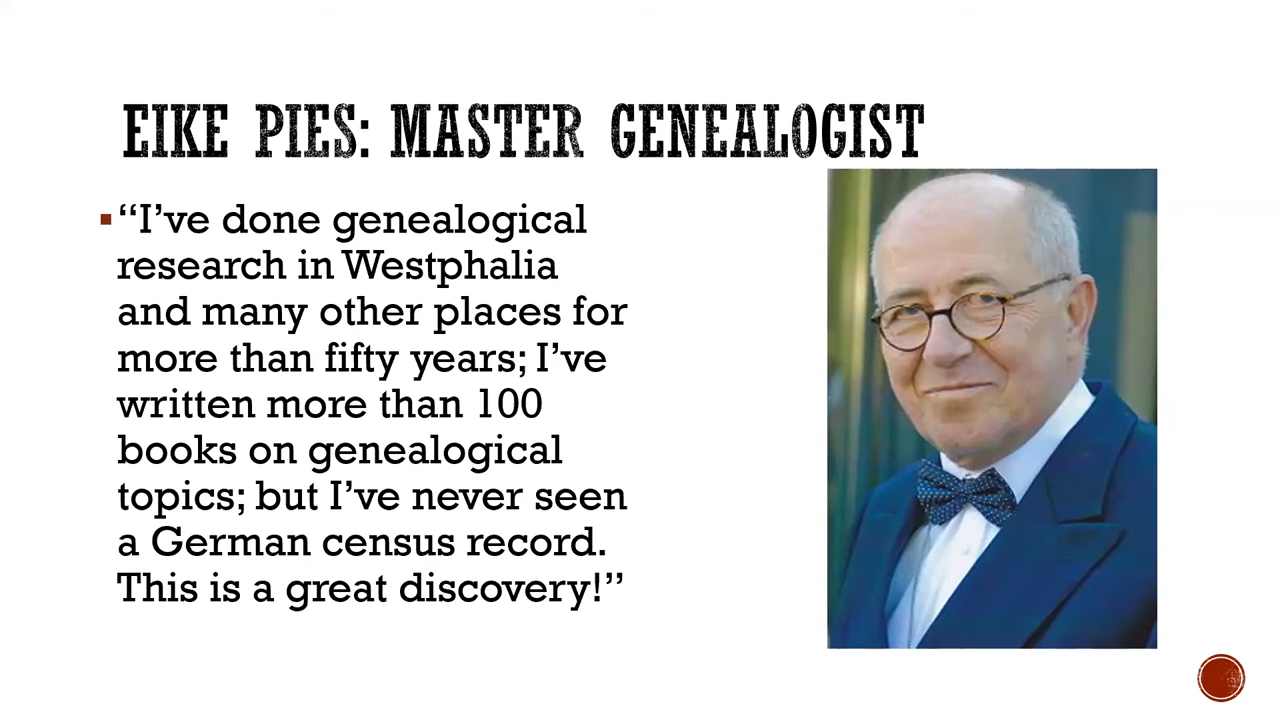 EIKE PIES: MASTER GENEALOGIST
“I’ve done genealogical
research in Westphalia
and many other places for
more than fifty years; I’ve
written more than 100
books on genealogical
topics; but I’ve never seen
a German census record.
This is a great discovery!”